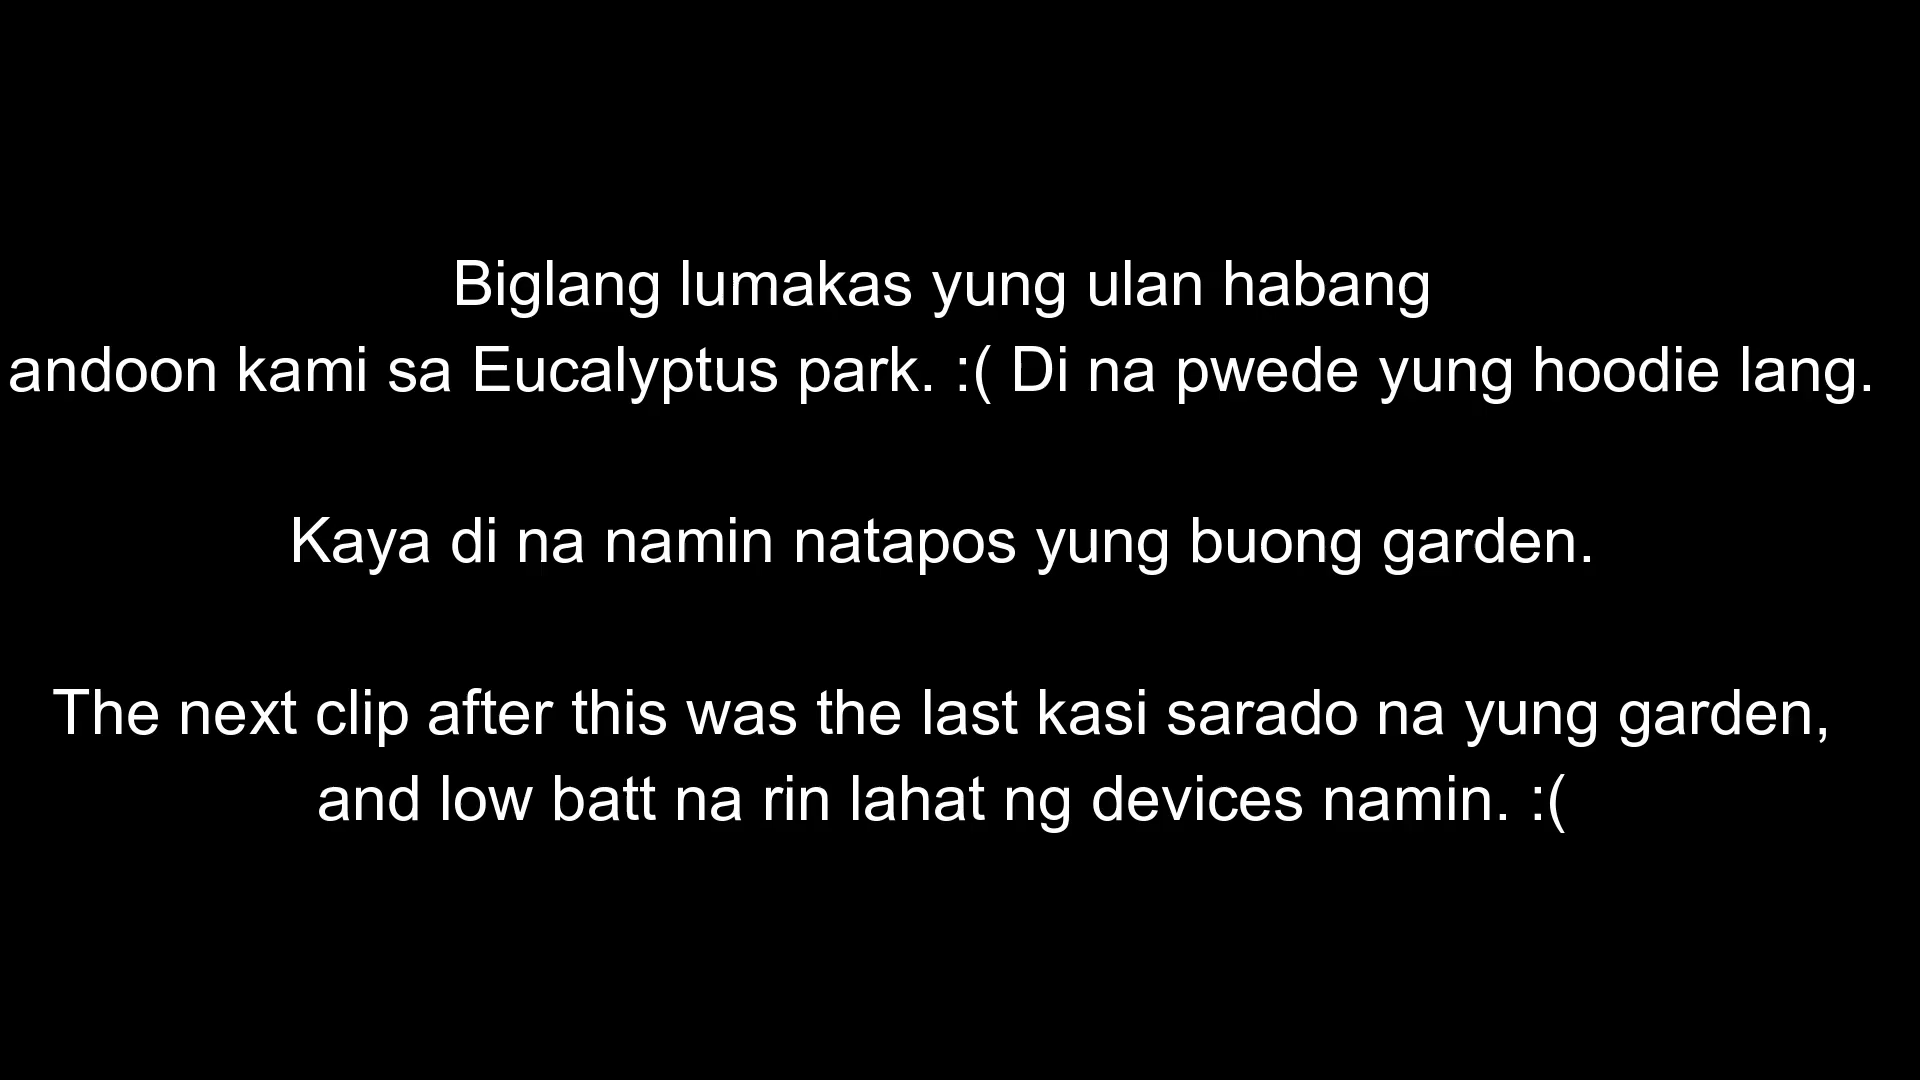 Biglang lumakas yung ulan habang
andoon kami sa Eucalyptus park. :( Di na pwede yung hoodie lang.
Kaya di na namin natapos yung buong garden.
The next clip after this was the last kasi sarado na yung garden,
and low batt na rin lahat ng devices namin. :(